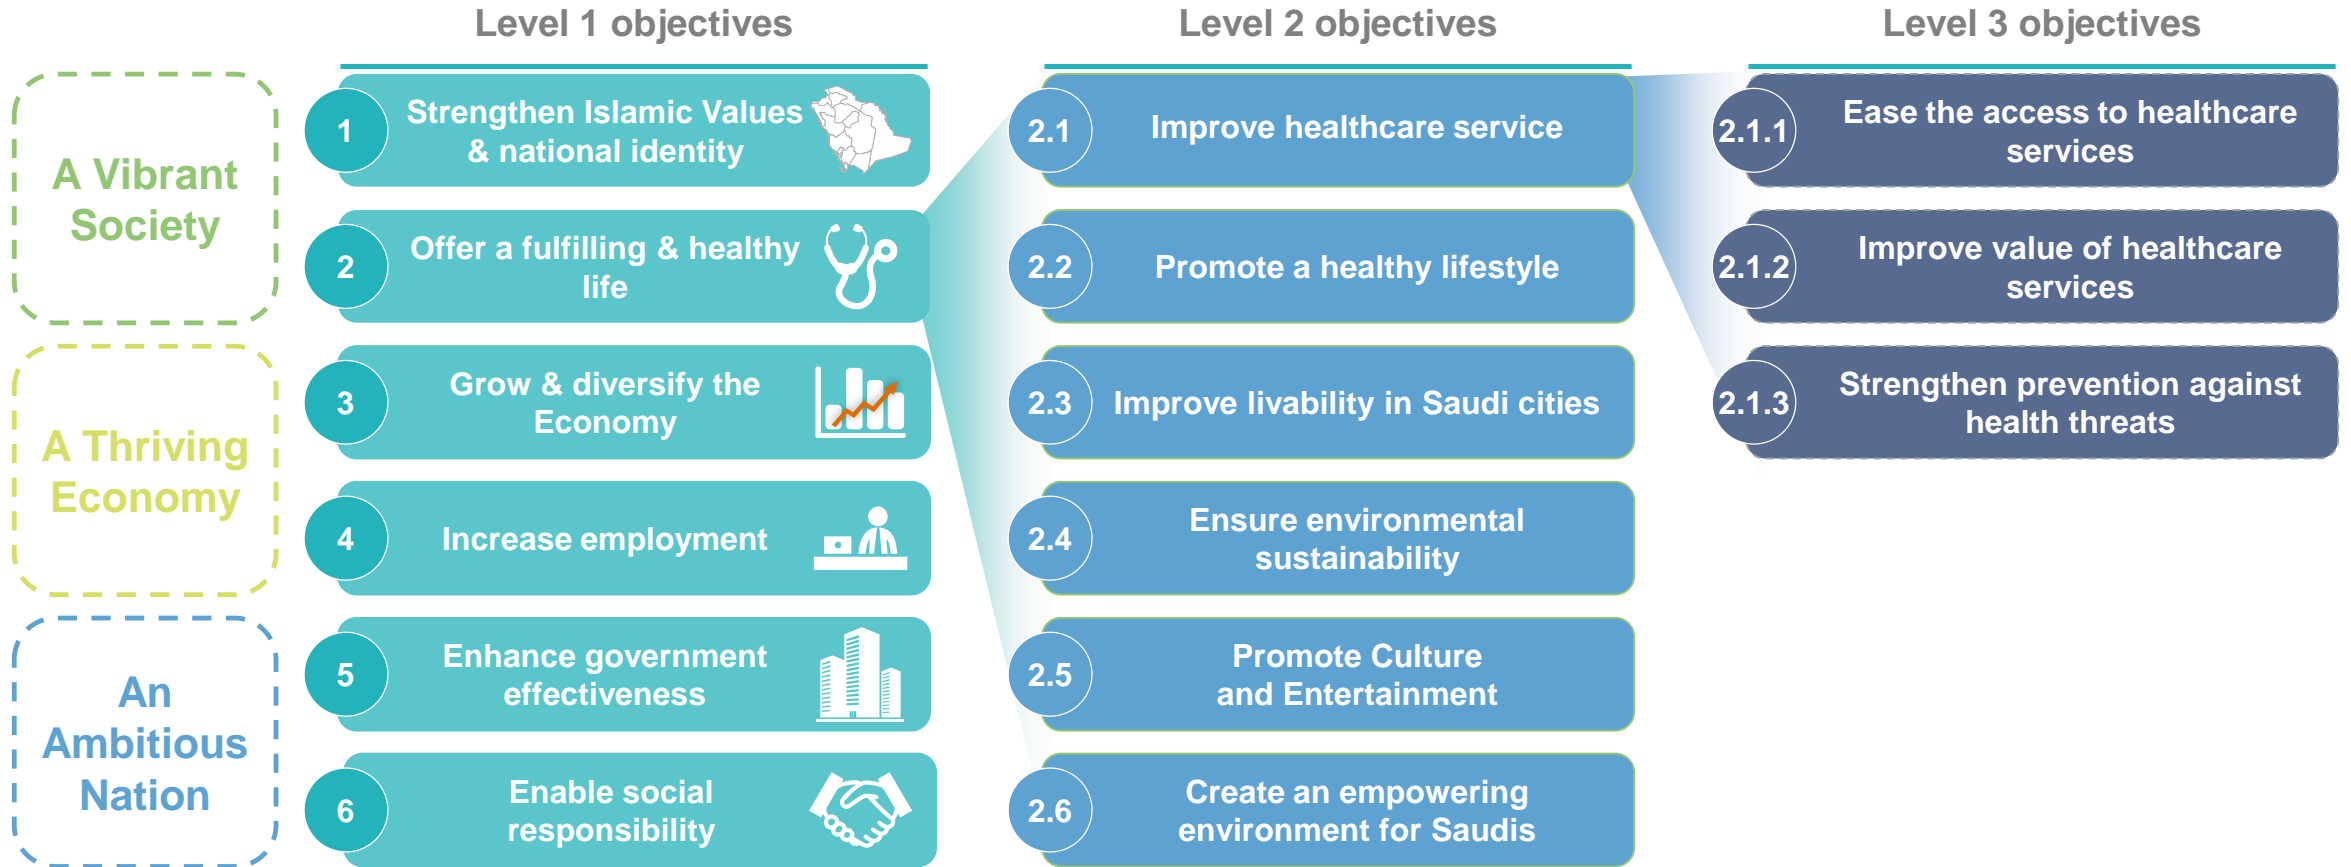 Level 1 objectives
Level 2 objectives
Level 3 objectives
A Vibrant
Society
A Thriving
Economy
An
Ambitious
Nation
1
Strengthen Islamic Values
& national identity
2
Offer a fulfilling & healthy
life
3
Grow & diversify the
Economy
4
Increase employment
5
Enhance government
effectiveness
6
Enable social
responsibility
2.1
Improve healthcare service
2.2
Promote a healthy lifestyle
2.3
Improve livability in Saudi cities
2.4
Ensure environmental
sustainability
2.5
Promote Culture
and Entertainment
2.6
Create an empowering
environment for Saudis
2.1.1
Ease the access to healthcare
services
2.1.2
Improve value of healthcare
services
2.1.3
Strengthen prevention against
health threats